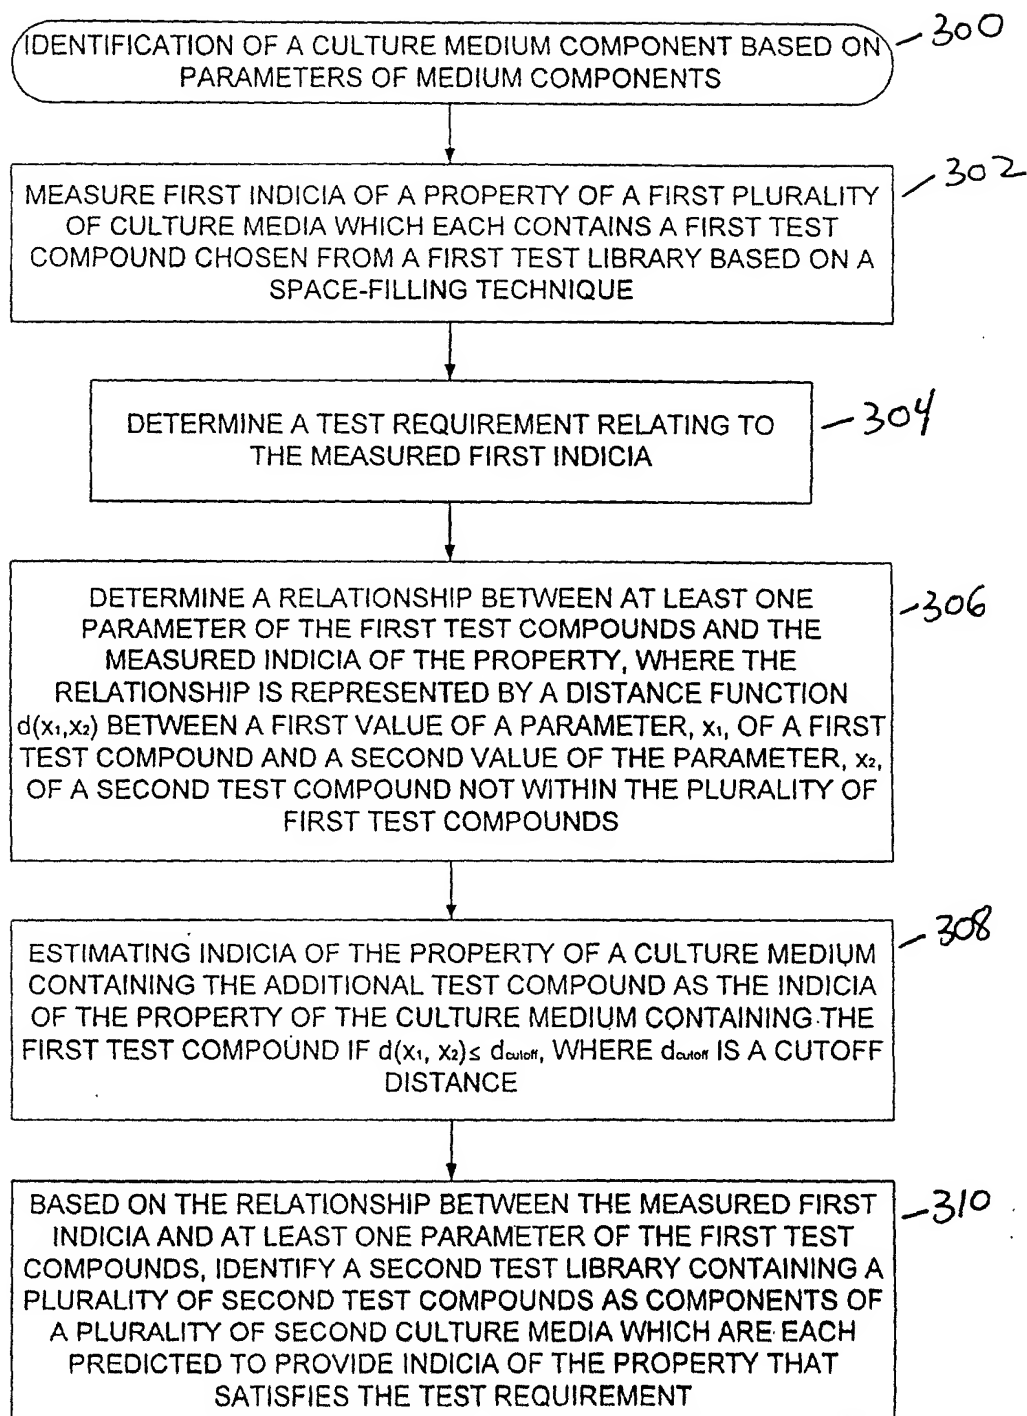 IDENTIFICATION OF A CULTURE MEDIUM COMPONENT BASED ON
PARAMETERS OF MEDIUM COMPONENTS
300
MEASURE FIRST INDICIA OF A PROPERTY OF A FIRST PLURALITY
OF CULTURE MEDIA WHICH EACH CONTAINS A FIRST TEST
COMPOUND CHOSEN FROM A FIRST TEST LIBRARY BASED ON A
SPACE-FILLING TECHNIQUE
302
DETERMINE A TEST REQUIREMENT RELATING TO
THE MEASURED FIRST INDICIA
304
DETERMINE A RELATIONSHIP BETWEEN AT LEAST ONE
PARAMETER OF THE FIRST TEST COMPOUNDS AND THE
MEASURED INDICIA OF THE PROPERTY, WHERE THE
RELATIONSHIP IS REPRESENTED BY A DISTANCE FUNCTION
d(x₁,x₂) BETWEEN A FIRST VALUE OF A PARAMETER, x₁, OF A FIRST
TEST COMPOUND AND A SECOND VALUE OF THE PARAMETER, x₂,
OF A SECOND TEST COMPOUND NOT WITHIN THE PLURALITY OF
FIRST TEST COMPOUNDS
306
ESTIMATING INDICIA OF THE PROPERTY OF A CULTURE MEDIUM
CONTAINING THE ADDITIONAL TEST COMPOUND AS THE INDICIA
OF THE PROPERTY OF THE CULTURE MEDIUM CONTAINING THE
FIRST TEST COMPOUND IF d(x₁, x₂)≤ dcutoff, WHERE dcutoff IS A CUTOFF
DISTANCE
308
BASED ON THE RELATIONSHIP BETWEEN THE MEASURED FIRST
INDICIA AND AT LEAST ONE PARAMETER OF THE FIRST TEST
COMPOUNDS, IDENTIFY A SECOND TEST LIBRARY CONTAINING A
PLURALITY OF SECOND TEST COMPOUNDS AS COMPONENTS OF
A PLURALITY OF SECOND CULTURE MEDIA WHICH ARE EACH
PREDICTED TO PROVIDE INDICIA OF THE PROPERTY THAT
SATISFIES THE TEST REQUIREMENT
310